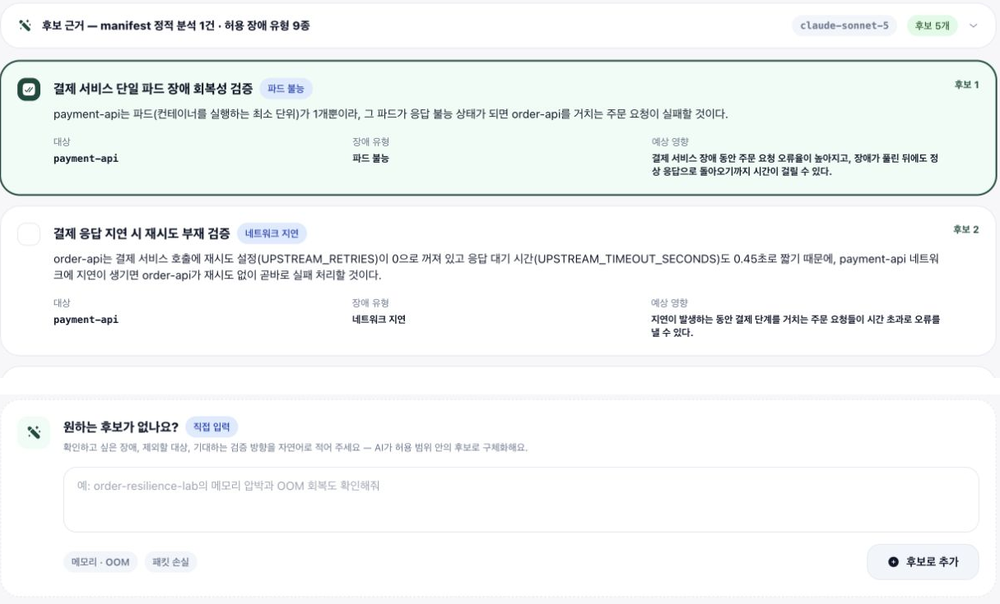 후보 근거 — manifest 정적 분석 1건 · 허용 장애 유형 9종
claude-sonnet-5
후보 5개
결제 서비스 단일 파드 장애 회복성 검증
파드 불능
후보 1
payment-api는 파드(컨테이너를 실행하는 최소 단위)가 1개뿐이라, 그 파드가 응답 불능 상태가 되면 order-api를 거치는 주문 요청이 실패할 것이다.
대상
장애 유형
예상 영향
payment-api
파드 불능
결제 서비스 장애 동안 주문 요청 오류율이 높아지고, 장애가 풀린 뒤에도 정
상 응답으로 돌아오기까지 시간이 걸릴 수 있다.
결제 응답 지연 시 재시도 부재 검증
네트워크 지연
후보 2
order-api는 결제 서비스 호출에 재시도 설정(UPSTREAM_RETRIES)이 0으로 꺼져 있고 응답 대기 시간(UPSTREAM_TIMEOUT_SECONDS)도 0.45초로 짧기 때문에, payment-api 네트워
크에 지연이 생기면 order-api가 재시도 없이 곧바로 실패 처리할 것이다.
대상
장애 유형
예상 영향
payment-api
네트워크 지연
지연이 발생하는 동안 결제 단계를 거치는 주문 요청들이 시간 초과로 오류를
낼 수 있다.
원하는 후보가 없나요?
직접 입력
확인하고 싶은 장애, 제외할 대상, 기대하는 검증 방향을 자연어로 적어 주세요 — AI가 허용 범위 안의 후보로 구체화해요.
예: order-resilience-lab의 메모리 압박과 OOM 회복도 확인해줘
메모리 · OOM
패킷 손실
후보로 추가